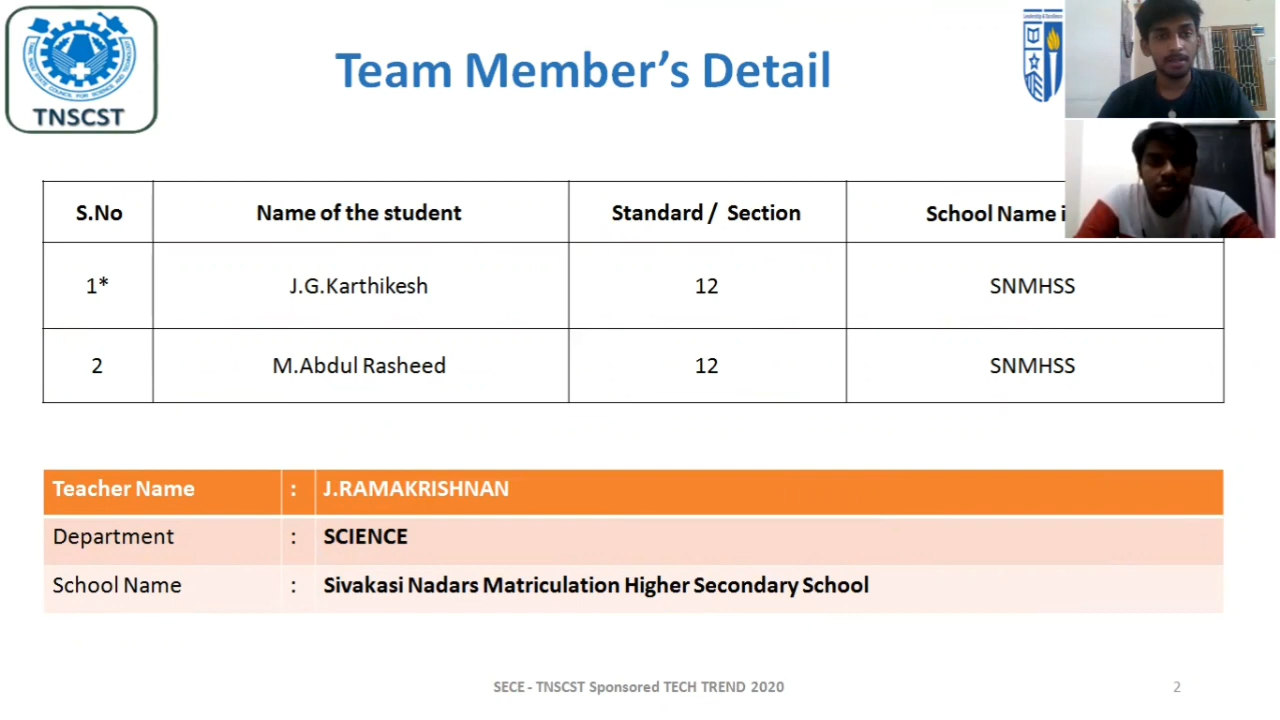 TNSCST
Team Member's Detail
Leadership & Excellence
S.No Name of the student Standard / Section School Name
1* J.G.Karthikesh 12 SNMHSS
2 M.Abdul Rasheed 12 SNMHSS
Teacher Name : J.RAMAKRISHNAN
Department : SCIENCE
School Name : Sivakasi Nadars Matriculation Higher Secondary School
SECE - TNSCST Sponsored TECH TREND 2020 2